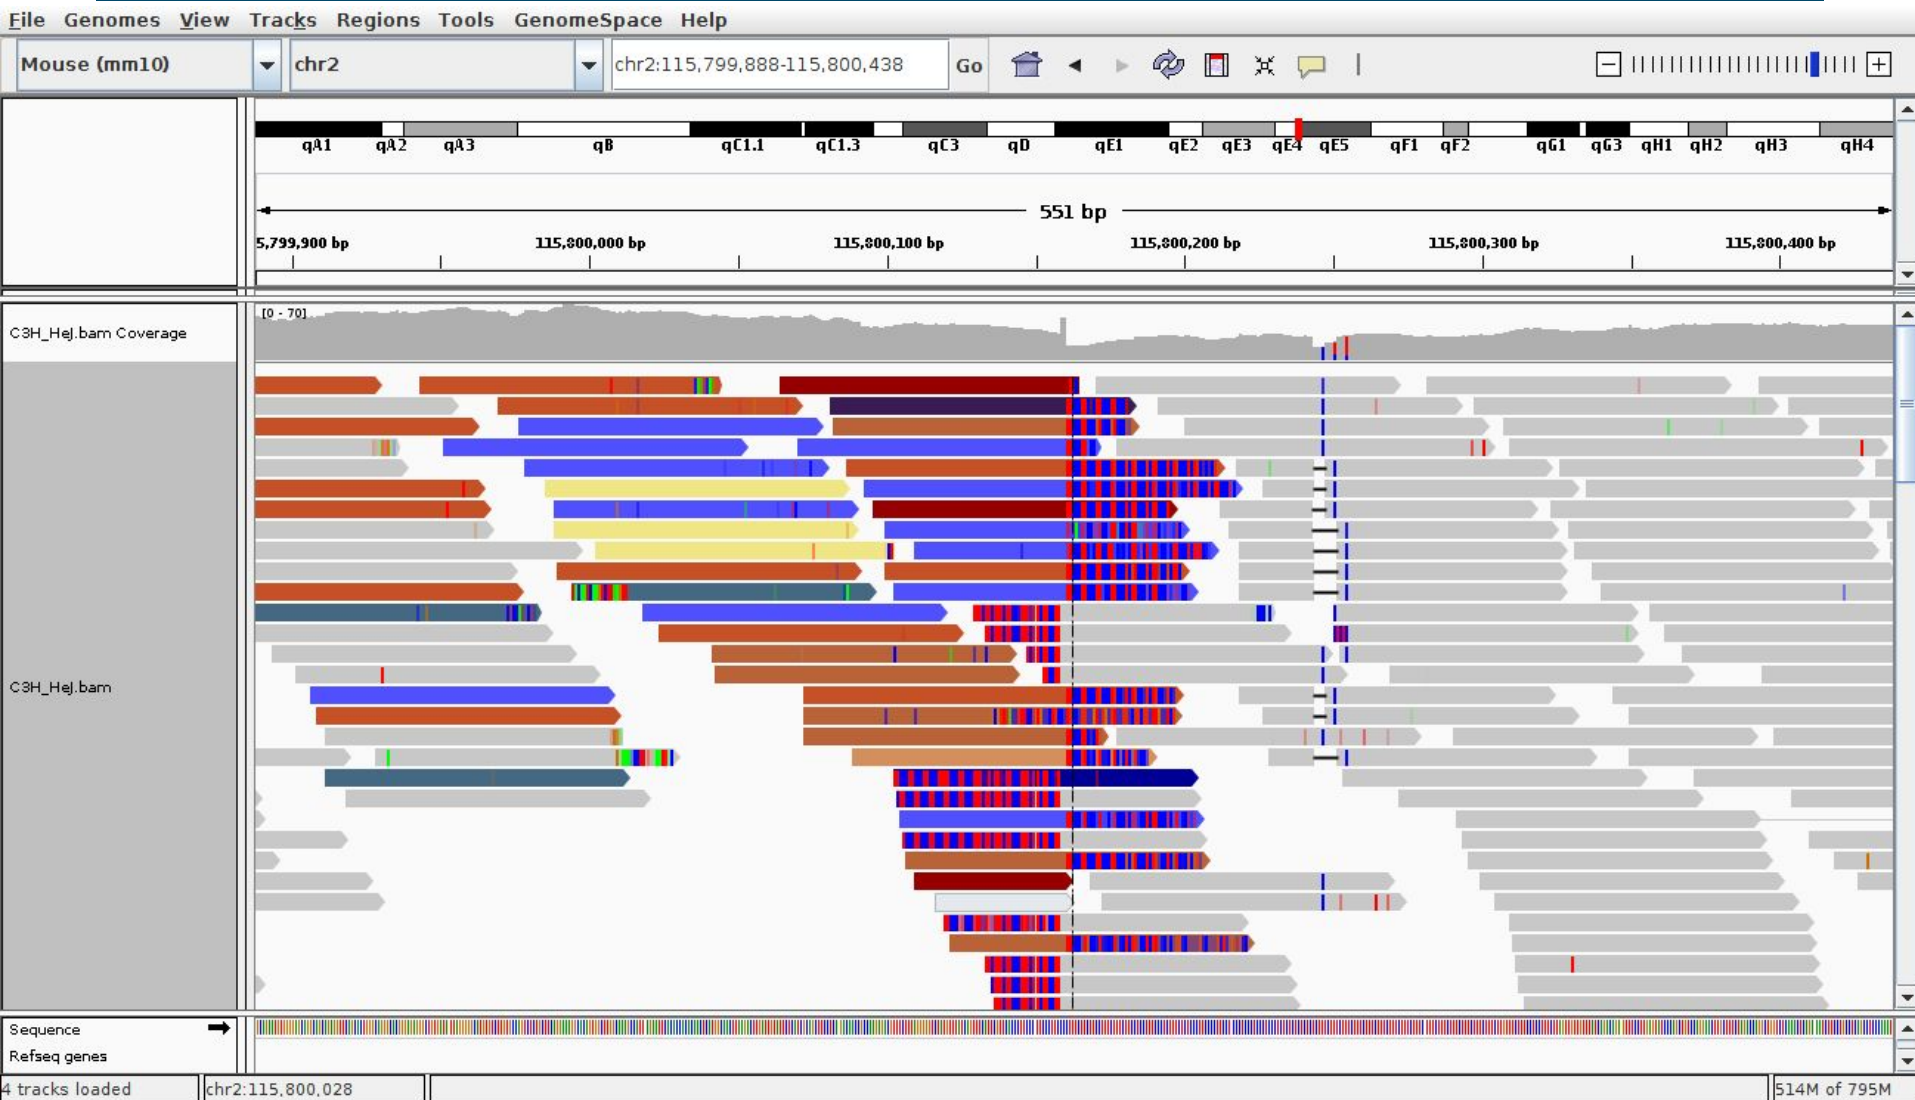 File Genomes View Tracks Regions Tools GenomeSpace Help
Mouse (mm10) chr2 chr2:115,799,888-115,800,438 Go
qA1 qA2 qA3 qB qC1.1 qC1.3 qC3 qD qE1 qE2 qE3 qE4 qE5 qF1 qF2 qG1 qG3 qH1 qH2 qH3 qH4
551 bp
5,799,900 bp 115,800,000 bp 115,800,100 bp 115,800,200 bp 115,800,300 bp 115,800,400 bp
[0 - 70]
C3H_HeJ.bam Coverage
C3H_HeJ.bam
Sequence
Refseq genes
4 tracks loaded chr2:115,800,028 514M of 795M